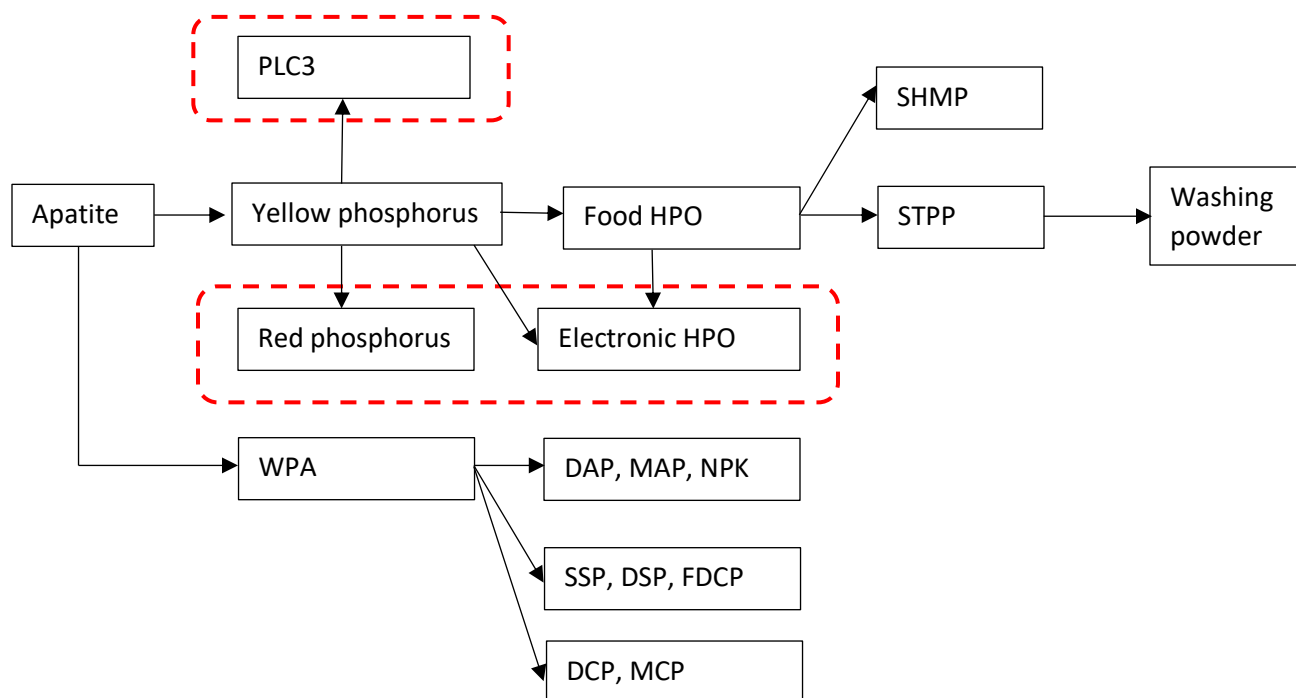 PLC3
SHMP
Apatite
Yellow phosphorus
Food HPO
STPP
Washing
powder
Red phosphorus
Electronic HPO
WPA
DAP, MAP, NPK
SSP, DSP, FDCP
DCP, MCP